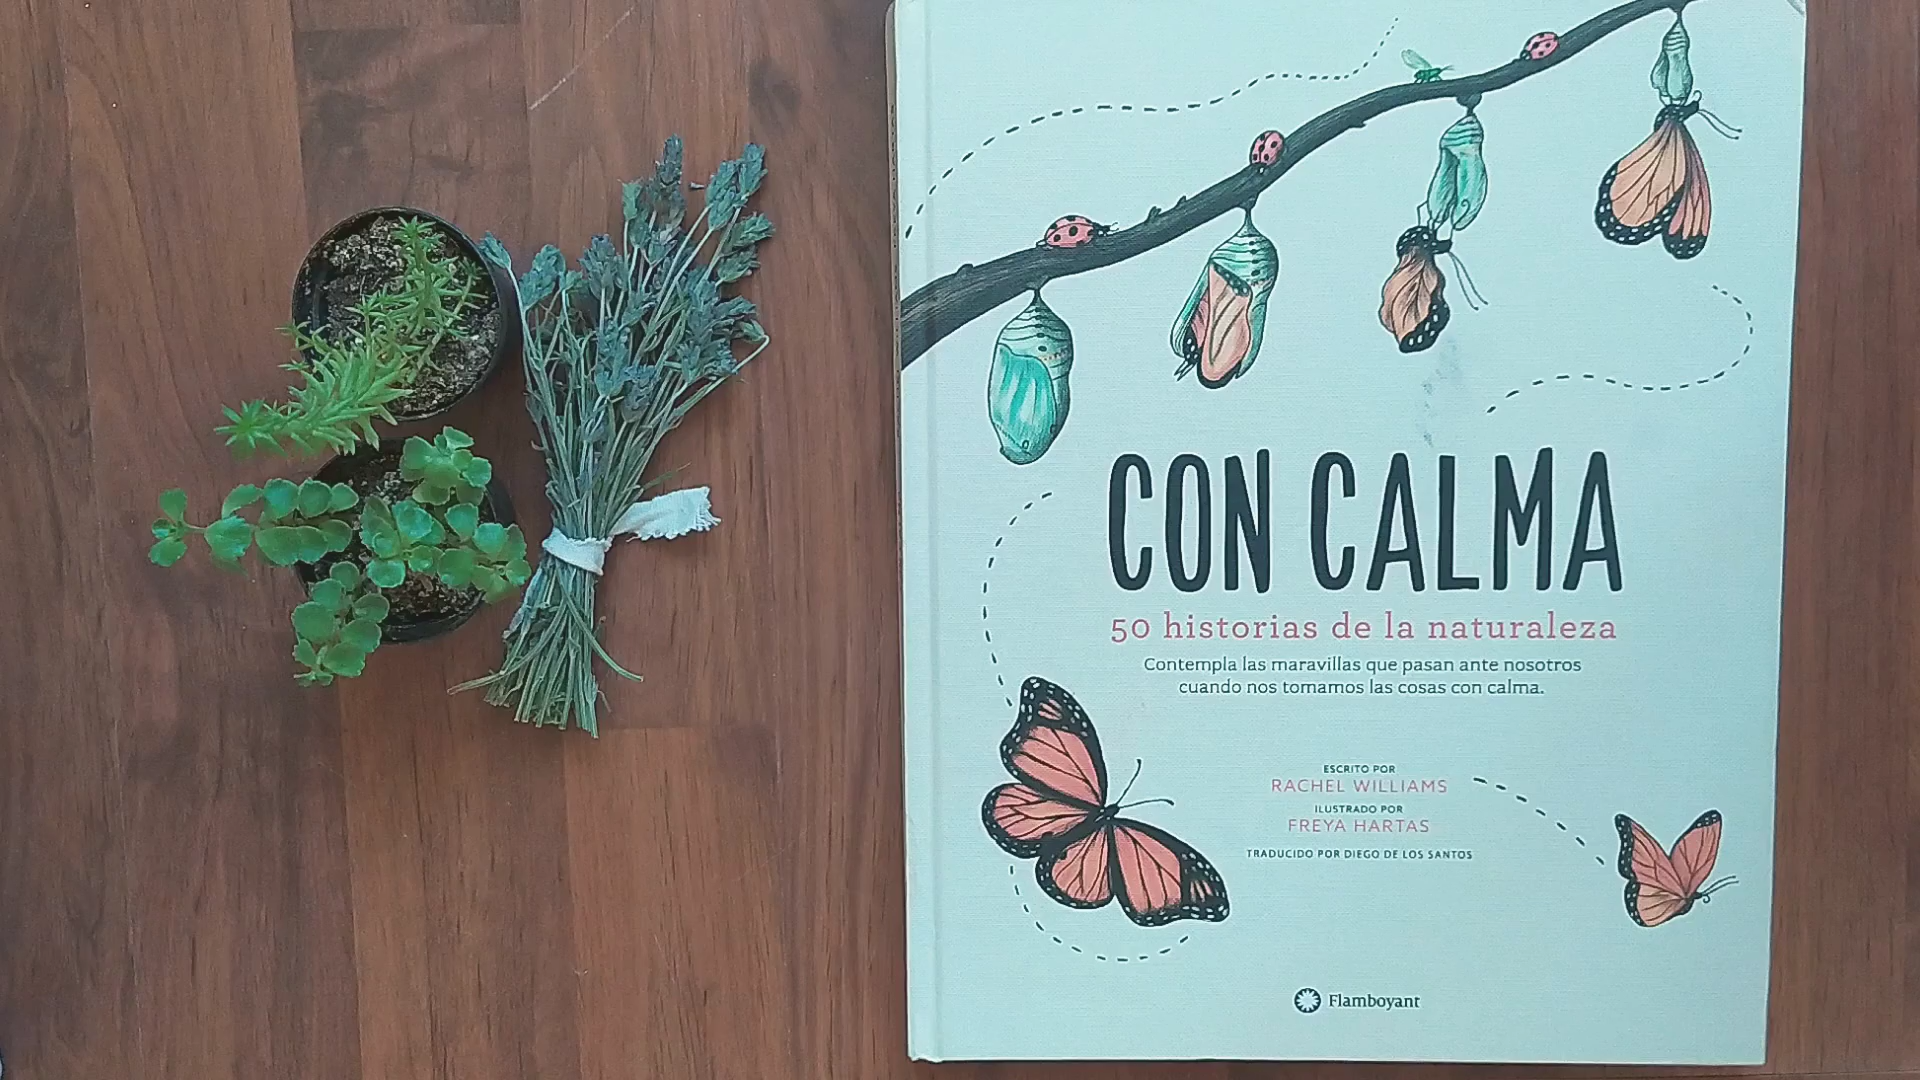 CON CALMA
50 historias de la naturaleza
Contempla las maravillas que pasan ante nosotros
cuando nos tomamos las cosas con calma.
ESCRITO POR
RACHEL WILLIAMS
ILUSTRADO POR
FREYA HARTAS
TRADUCIDO POR DIEGO DE LOS SANTOS
Flamboyant